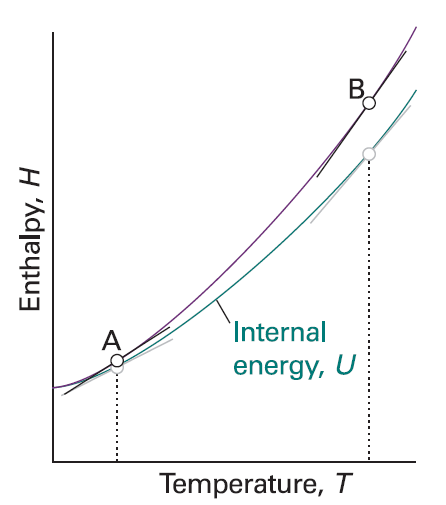 Enthalpy, H
B
A
Internal
energy, U
Temperature, T